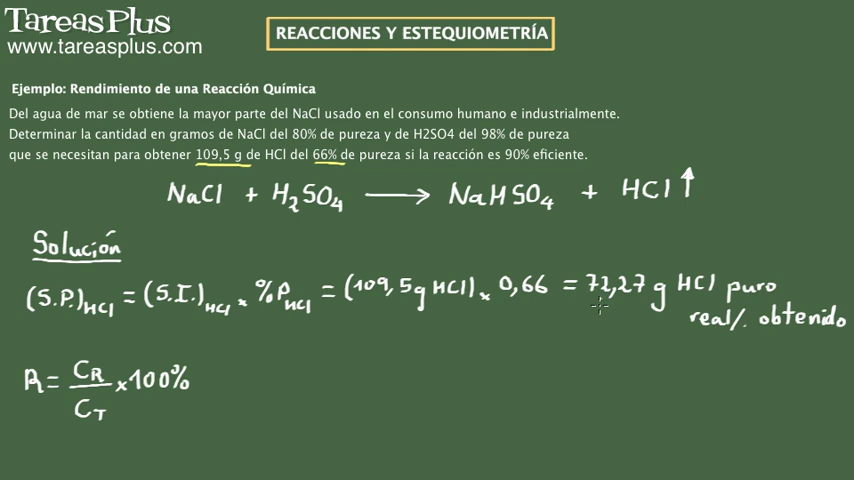 TareasPlus
www.tareasplus.com
REACCIONES Y ESTEQUIOMETRÍA
Ejemplo: Rendimiento de una Reacción Química
Del agua de mar se obtiene la mayor parte del NaCl usado en el consumo humano e industrialmente.
Determinar la cantidad en gramos de NaCl del 80% de pureza y de H2SO4 del 98% de pureza
que se necesitan para obtener 109,5 g de HCl del 66% de pureza si la reacción es 90% eficiente.
NaCl + H₂SO₄ ⟶ NaHSO₄ + HCl↑
Solución
(S.P.)HCl = (S.I.)HCl × %PHCl = (109,5g HCl) × 0,66 = 72,27 g HCl puro
real/. obtenido
R = CR/CT × 100%